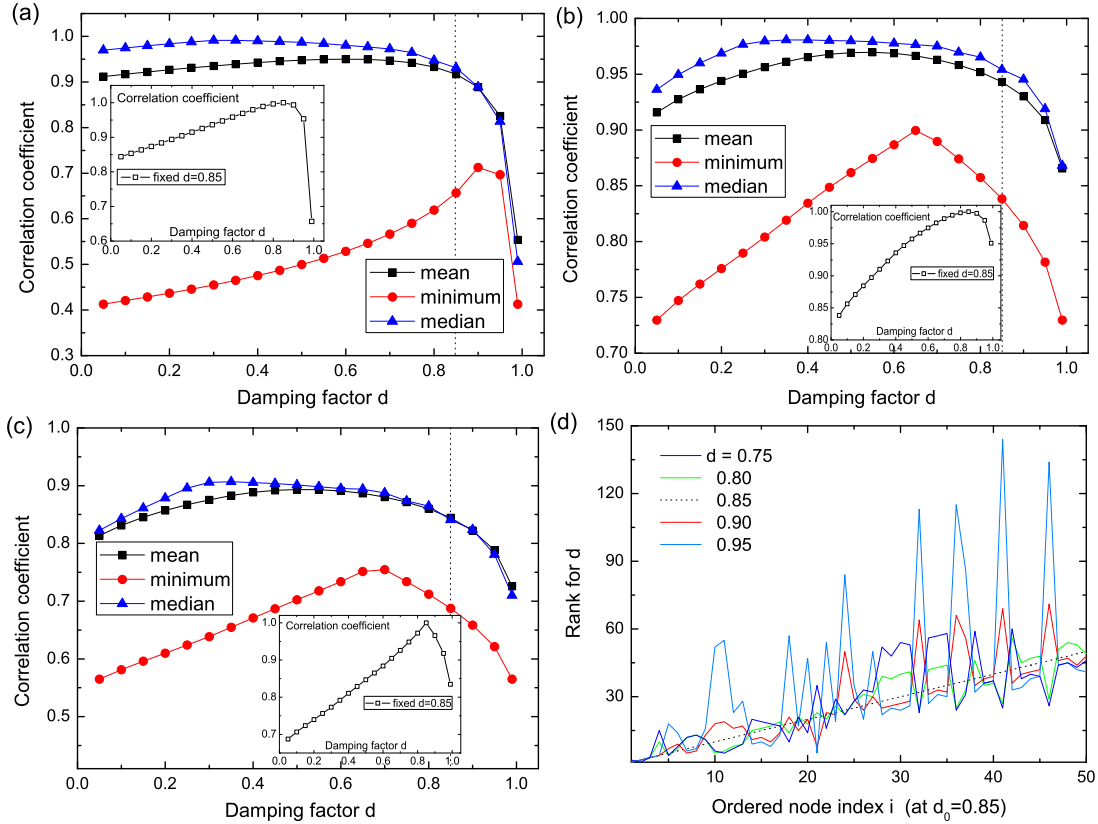 (a)
Correlation coefficient
1.0
0.9
0.8
0.7
0.6
0.5
0.4
0.3
0.0 0.2 0.4 0.6 0.8 1.0
Damping factor d
mean
minimum
median
Correlation coefficient
1.0
0.9
0.8
0.7
0.6
fixed d=0.85
Damping factor d
0.0 0.2 0.4 0.6 0.8 1.0
(b)
Correlation coefficient
1.00
0.95
0.90
0.85
0.80
0.75
0.70
0.0 0.2 0.4 0.6 0.8 1.0
Damping factor d
mean
minimum
median
1.00
Correlation coefficient
0.95
0.90
0.85
0.80
fixed d=0.85
Damping factor d
0.0 0.2 0.4 0.6 0.8 1.0
(c)
Correlation coefficient
1.0
0.9
0.8
0.7
0.6
0.5
0.0 0.2 0.4 0.6 0.8 1.0
Damping factor d
mean
minimum
median
Correlation coefficient
1.0
0.9
0.8
0.7
fixed d=0.85
Damping factor d
0.0 0.2 0.4 0.6 0.8 1.0
(d)
Rank for d
150
120
90
60
30
d = 0.75
0.80
0.85
0.90
0.95
10 20 30 40 50
Ordered node index i (at d0=0.85)